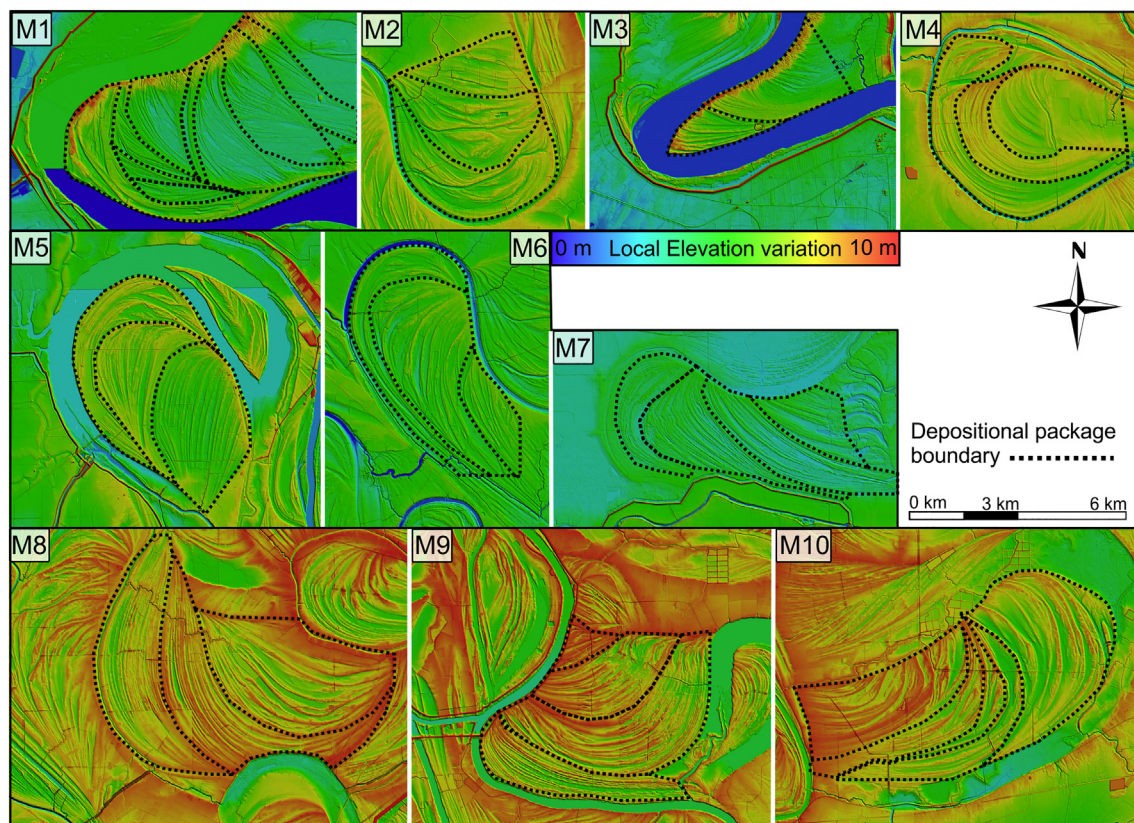 M1
M2
M3
M4
M5
M6
0 m Local Elevation variation 10 m
N
M7
Depositional package
boundary
0 km 3 km 6 km
M8
M9
M10